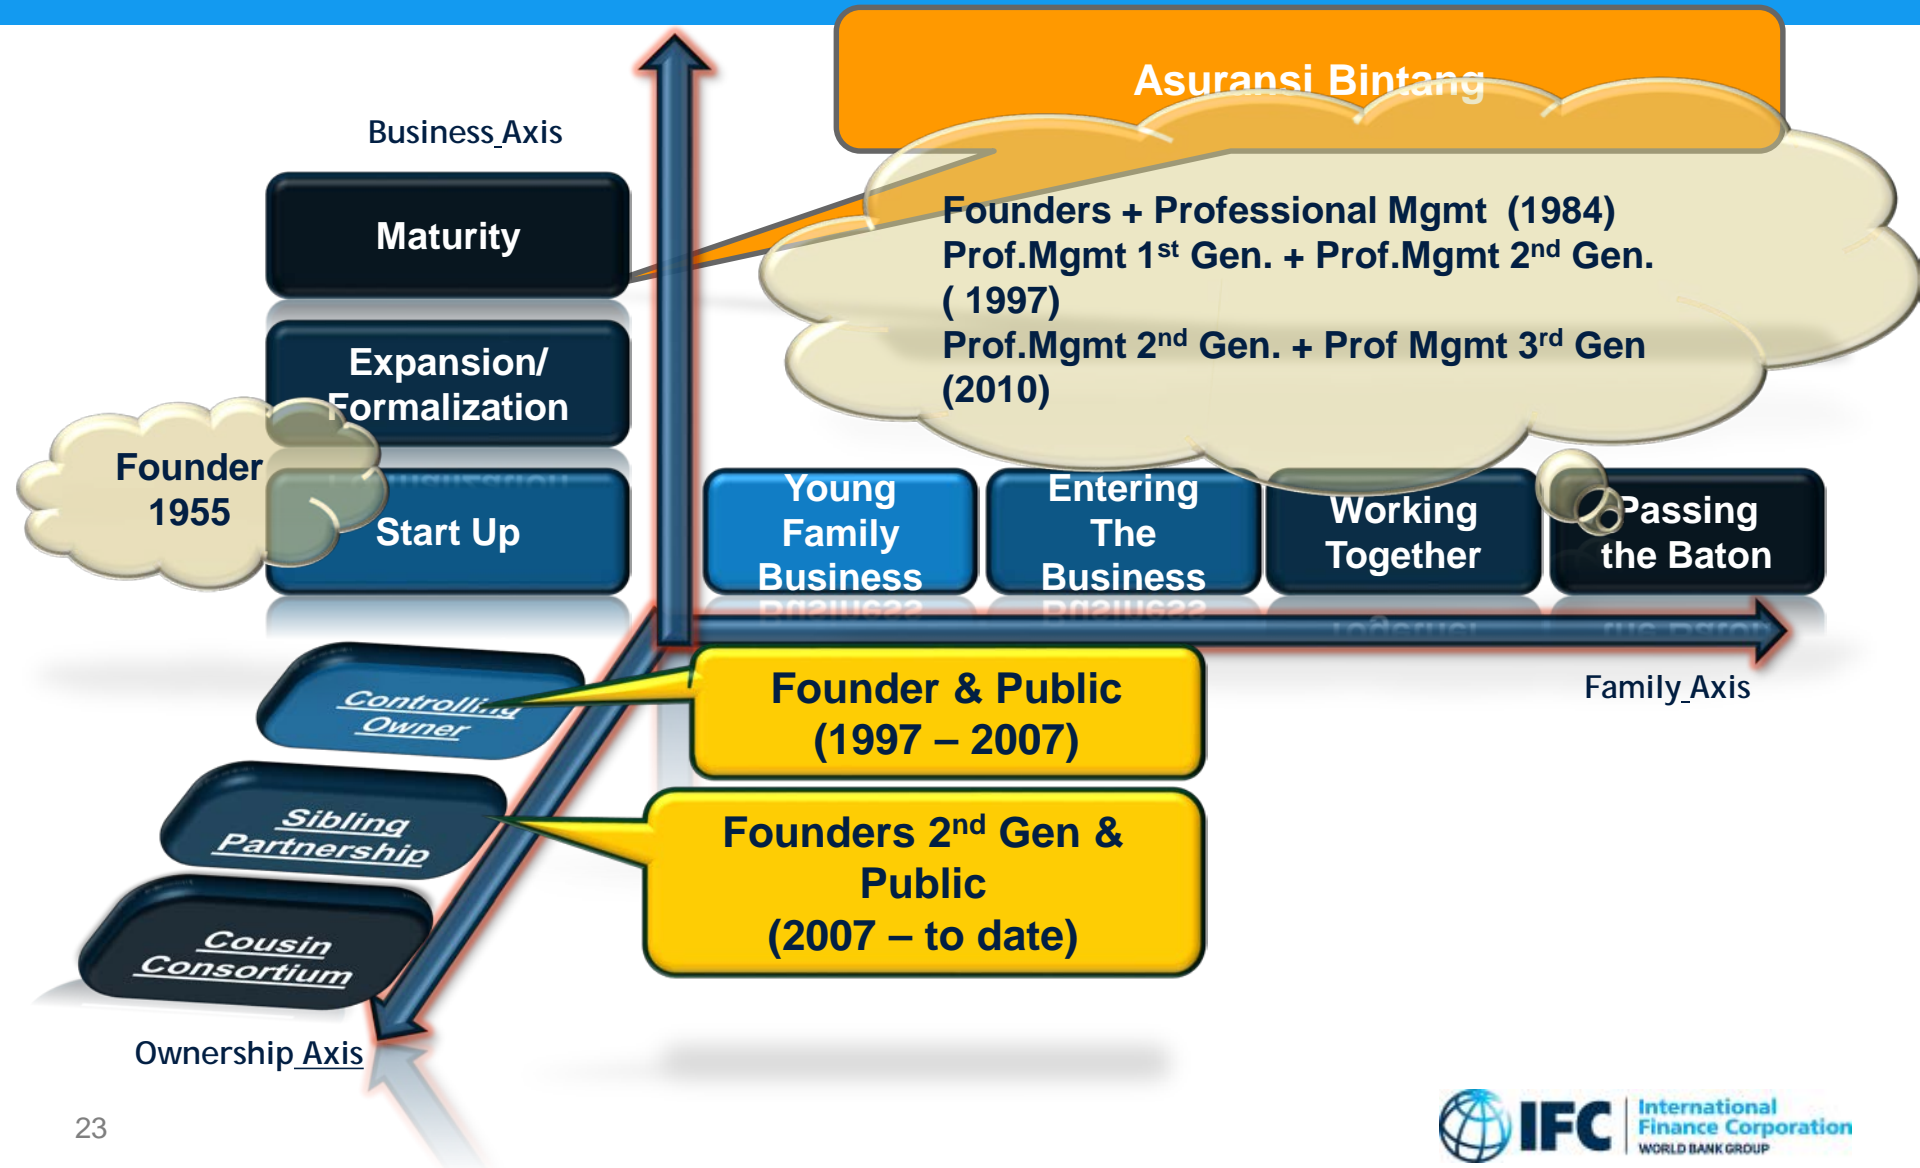 Asuransi Bintang
Business Axis
Maturity
Expansion/
Formalization
Start Up
Founder
1955
Founders + Professional Mgmt (1984)
Prof.Mgmt 1st Gen. + Prof.Mgmt 2nd Gen.
( 1997)
Prof.Mgmt 2nd Gen. + Prof Mgmt 3rd Gen
(2010)
Young
Family
Business
Entering
The
Business
Working
Together
Passing
the Baton
Family Axis
Controlling
Owner
Sibling
Partnership
Cousin
Consortium
Ownership Axis
Founder & Public
(1997 – 2007)
Founders 2nd Gen &
Public
(2007 – to date)
23
IFC
International
Finance Corporation
WORLD BANK GROUP